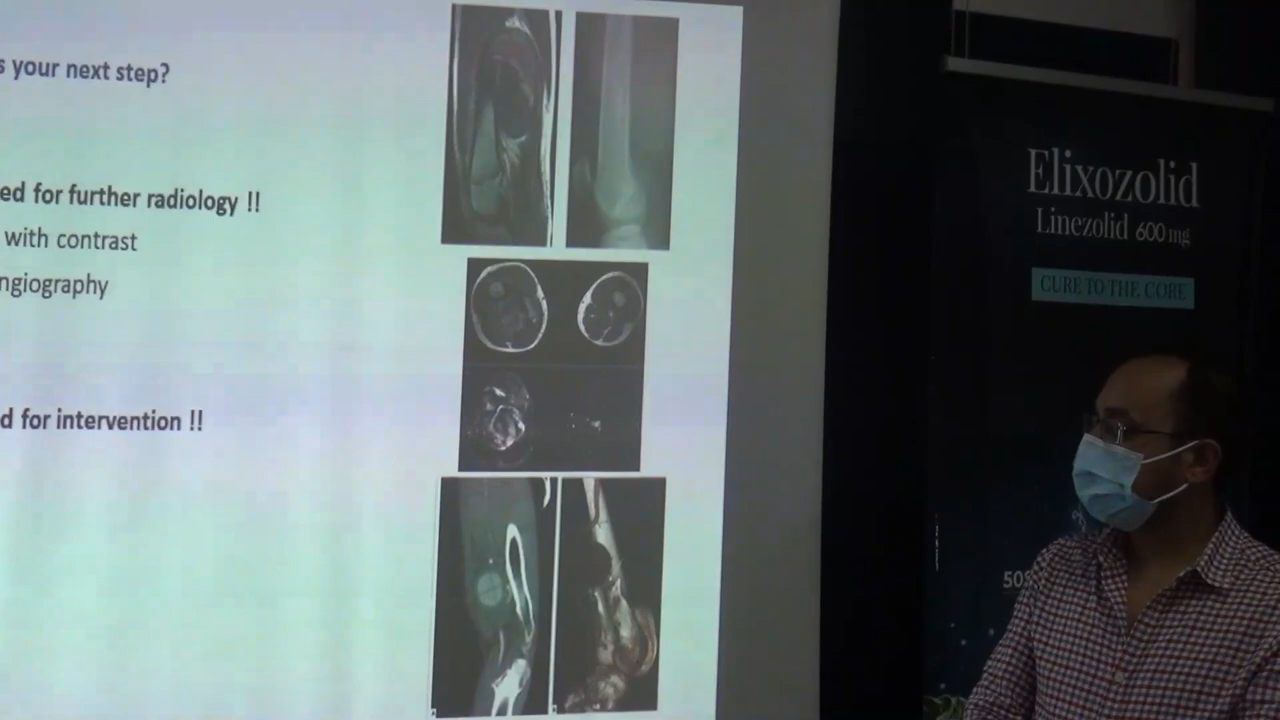 s your next step?
ed for further radiology !!
with contrast
ngiography
d for intervention !!
Elixozolid
Linezolid 600 mg
CURE TO THE CORE
50